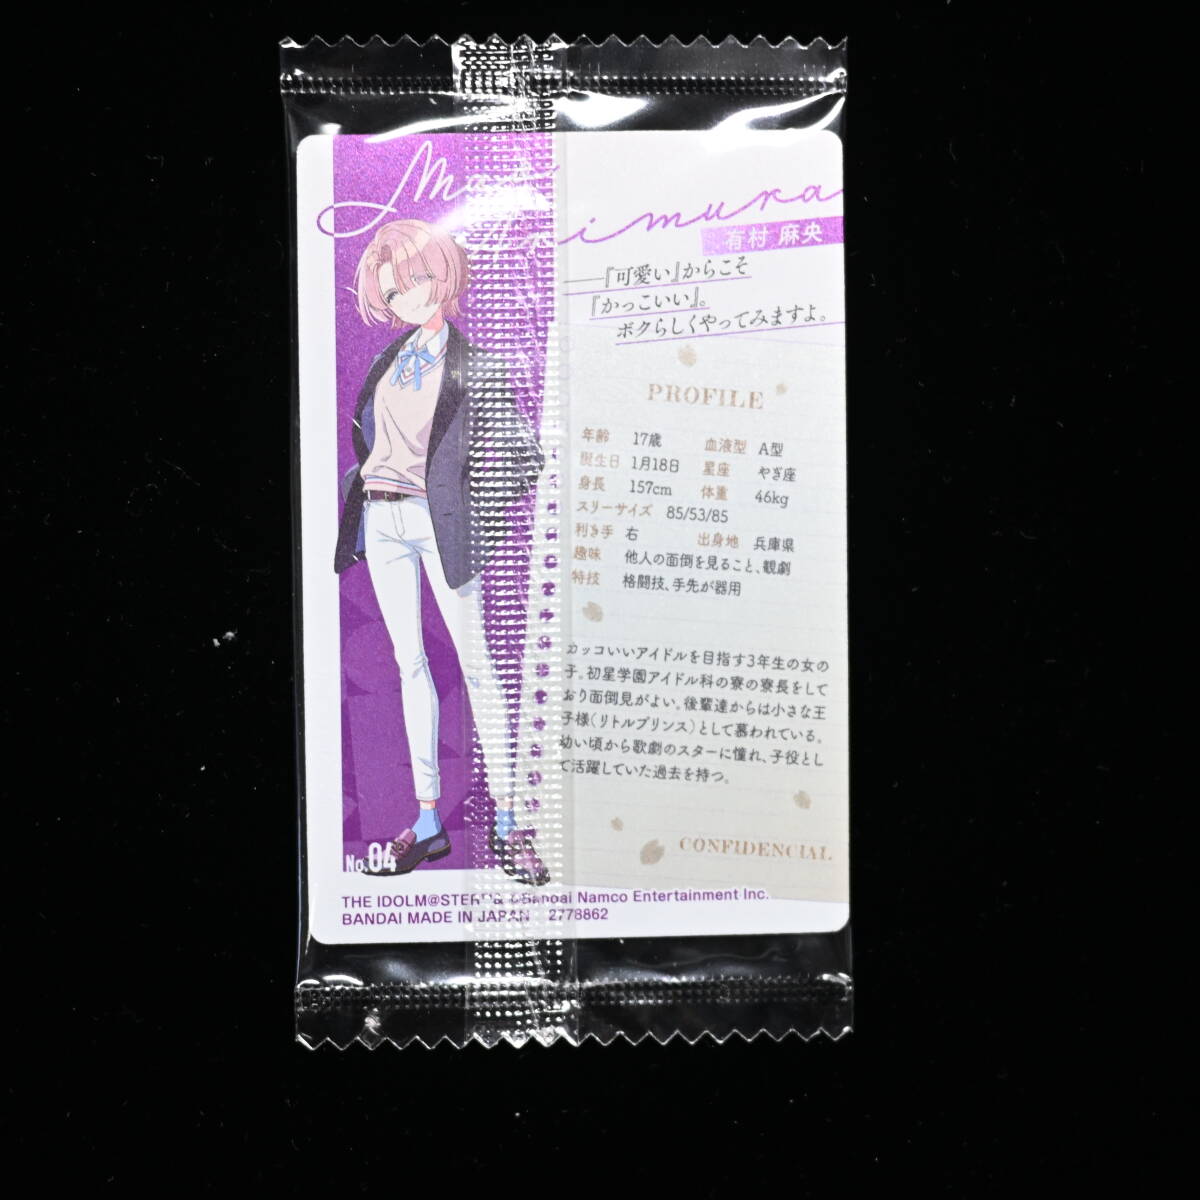 imura
有村 麻央
――『可愛い』からこそ
『かっこいい』。
ボクらしくやってみますよ。
PROFILE
年齢 17歳 血液型 A型
誕生日 1月18日 星座 やぎ座
身長 157cm 体重 46kg
スリーサイズ 85/53/85
利き手 右 出身地 兵庫県
趣味 他人の面倒を見ること、観劇
特技 格闘技、手先が器用
カッコいいアイドルを目指す3年生の女の
子。初星学園アイドル科の寮の寮長をして
おり面倒見がよい。後輩達からは小さな王
子様(リトルプリンス)として慕われている。
幼い頃から歌劇のスターに憧れ、子役とし
て活躍していた過去を持つ。
CONFIDENCIAL
No.04
THE IDOLM@STER™& ©Bandai Namco Entertainment Inc.
BANDAI MADE IN JAPAN 2778862